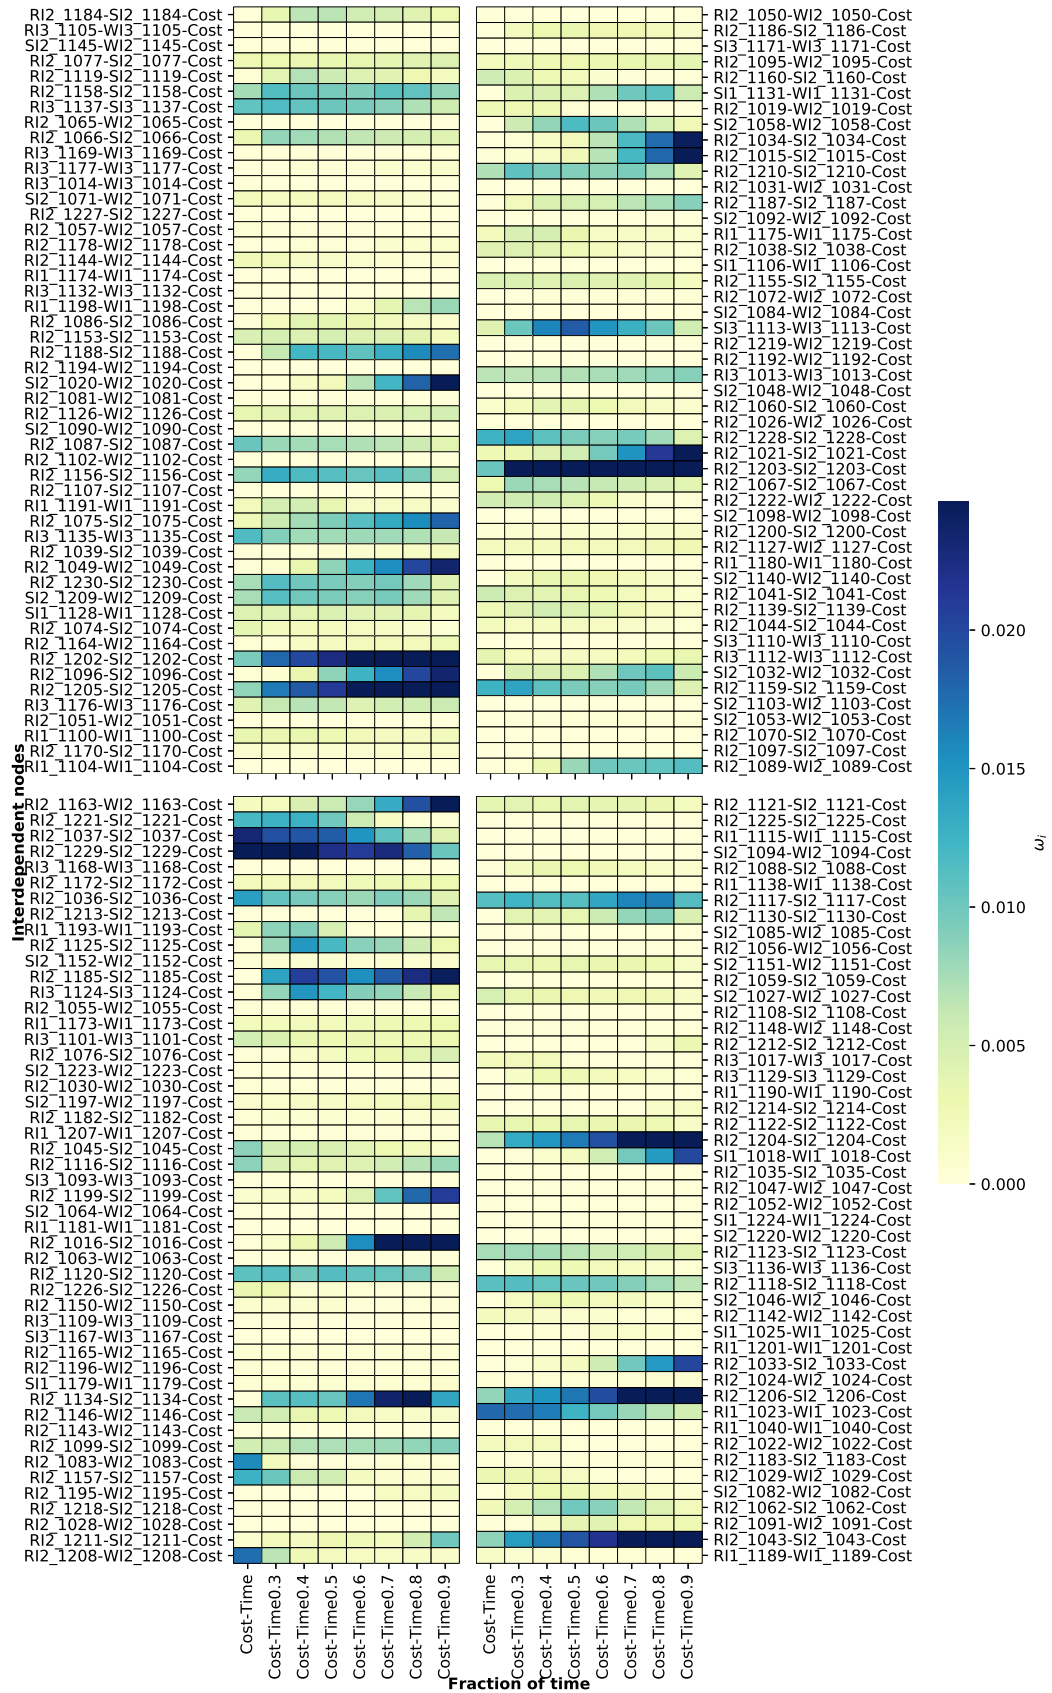 RI2_1184-SI2_1184-Cost
RI3_1105-WI3_1105-Cost
SI2_1145-WI2_1145-Cost
RI2_1077-SI2_1077-Cost
RI2_1119-SI2_1119-Cost
RI2_1158-SI2_1158-Cost
RI3_1137-SI3_1137-Cost
RI2_1065-WI2_1065-Cost
RI2_1066-SI2_1066-Cost
RI3_1169-WI3_1169-Cost
RI3_1177-WI3_1177-Cost
RI3_1014-WI3_1014-Cost
SI2_1071-WI2_1071-Cost
RI2_1227-SI2_1227-Cost
RI2_1057-WI2_1057-Cost
RI2_1178-WI2_1178-Cost
RI2_1144-WI2_1144-Cost
RI1_1174-WI1_1174-Cost
RI3_1132-WI3_1132-Cost
RI1_1198-WI1_1198-Cost
RI2_1086-SI2_1086-Cost
RI2_1153-WI2_1153-Cost
RI2_1188-SI2_1188-Cost
RI2_1194-WI2_1194-Cost
SI2_1020-WI2_1020-Cost
RI2_1081-WI2_1081-Cost
RI2_1126-WI2_1126-Cost
SI2_1090-WI2_1090-Cost
RI2_1087-SI2_1087-Cost
RI2_1102-WI2_1102-Cost
RI2_1156-WI2_1156-Cost
RI2_1107-SI2_1107-Cost
RI1_1191-WI1_1191-Cost
RI2_1075-SI2_1075-Cost
RI3_1135-WI3_1135-Cost
RI2_1039-SI2_1039-Cost
RI2_1049-WI2_1049-Cost
RI2_1230-SI2_1230-Cost
SI2_1209-WI2_1209-Cost
SI1_1128-WI1_1128-Cost
RI2_1074-SI2_1074-Cost
RI2_1164-WI2_1164-Cost
RI2_1202-SI2_1202-Cost
RI2_1096-SI2_1096-Cost
RI2_1205-SI2_1205-Cost
RI3_1176-WI3_1176-Cost
RI2_1051-WI2_1051-Cost
RI1_1100-WI1_1100-Cost
RI2_1170-SI2_1170-Cost
RI1_1104-WI1_1104-Cost
RI2_1050-WI2_1050-Cost
RI2_1186-SI2_1186-Cost
SI3_1171-WI3_1171-Cost
RI2_1095-WI2_1095-Cost
RI2_1160-SI2_1160-Cost
SI1_1131-WI1_1131-Cost
RI2_1019-WI2_1019-Cost
SI2_1058-WI2_1058-Cost
RI2_1034-SI2_1034-Cost
RI2_1015-SI2_1015-Cost
RI2_1210-SI2_1210-Cost
RI2_1031-WI2_1031-Cost
RI2_1187-SI2_1187-Cost
SI2_1092-WI2_1092-Cost
RI1_1175-WI1_1175-Cost
RI2_1038-SI2_1038-Cost
SI1_1106-WI1_1106-Cost
RI2_1155-SI2_1155-Cost
RI2_1072-WI2_1072-Cost
SI2_1084-WI2_1084-Cost
SI3_1113-WI3_1113-Cost
RI2_1219-WI2_1219-Cost
RI2_1192-WI2_1192-Cost
RI3_1013-WI3_1013-Cost
SI2_1048-WI2_1048-Cost
RI2_1060-SI2_1060-Cost
RI2_1026-WI2_1026-Cost
RI2_1228-SI2_1228-Cost
RI2_1021-SI2_1021-Cost
RI2_1203-SI2_1203-Cost
RI2_1067-SI2_1067-Cost
RI2_1222-WI2_1222-Cost
SI2_1098-WI2_1098-Cost
RI2_1200-SI2_1200-Cost
RI2_1127-WI2_1127-Cost
RI1_1180-WI1_1180-Cost
SI2_1140-WI2_1140-Cost
RI2_1041-SI2_1041-Cost
RI2_1139-SI2_1139-Cost
RI2_1044-SI2_1044-Cost
SI3_1110-WI3_1110-Cost
RI3_1112-WI3_1112-Cost
SI2_1032-WI2_1032-Cost
RI2_1159-SI2_1159-Cost
SI2_1103-WI2_1103-Cost
SI2_1053-WI2_1053-Cost
RI2_1070-SI2_1070-Cost
RI2_1097-SI2_1097-Cost
RI2_1089-WI2_1089-Cost
Interdependent nodes
RI2_1163-WI2_1163-Cost
RI2_1221-SI2_1221-Cost
RI2_1037-SI2_1037-Cost
RI2_1229-SI2_1229-Cost
RI3_1168-WI3_1168-Cost
RI2_1172-SI2_1172-Cost
RI2_1036-SI2_1036-Cost
RI2_1213-SI2_1213-Cost
RI1_1193-WI1_1193-Cost
RI2_1125-SI2_1125-Cost
SI2_1152-WI2_1152-Cost
RI2_1185-SI2_1185-Cost
RI3_1124-SI3_1124-Cost
RI2_1055-WI2_1055-Cost
RI1_1173-WI1_1173-Cost
RI3_1101-WI3_1101-Cost
RI2_1076-SI2_1076-Cost
SI2_1223-WI2_1223-Cost
RI2_1030-WI2_1030-Cost
SI2_1197-WI2_1197-Cost
RI2_1182-SI2_1182-Cost
RI1_1207-WI1_1207-Cost
RI2_1045-SI2_1045-Cost
RI2_1116-SI2_1116-Cost
SI3_1093-WI3_1093-Cost
RI2_1199-SI2_1199-Cost
SI2_1064-WI2_1064-Cost
RI1_1181-WI1_1181-Cost
RI2_1016-SI2_1016-Cost
RI2_1063-WI2_1063-Cost
RI2_1120-SI2_1120-Cost
RI2_1226-SI2_1226-Cost
RI2_1150-WI2_1150-Cost
RI3_1109-WI3_1109-Cost
SI3_1167-WI3_1167-Cost
RI2_1165-WI2_1165-Cost
RI2_1196-WI2_1196-Cost
SI1_1179-WI1_1179-Cost
RI2_1134-SI2_1134-Cost
RI2_1146-WI2_1146-Cost
RI2_1143-WI2_1143-Cost
RI2_1099-SI2_1099-Cost
RI2_1083-WI2_1083-Cost
RI2_1157-SI2_1157-Cost
RI2_1195-WI2_1195-Cost
RI2_1218-SI2_1218-Cost
RI2_1028-WI2_1028-Cost
RI2_1211-SI2_1211-Cost
RI2_1208-WI2_1208-Cost
RI2_1121-SI2_1121-Cost
RI2_1225-SI2_1225-Cost
RI1_1115-WI1_1115-Cost
SI2_1094-WI2_1094-Cost
RI2_1088-SI2_1088-Cost
RI1_1138-WI1_1138-Cost
RI2_1117-SI2_1117-Cost
RI2_1130-SI2_1130-Cost
SI2_1085-WI2_1085-Cost
RI2_1056-WI2_1056-Cost
SI2_1151-WI2_1151-Cost
RI2_1059-SI2_1059-Cost
SI2_1027-WI2_1027-Cost
RI2_1108-SI2_1108-Cost
RI2_1148-WI2_1148-Cost
RI2_1212-SI2_1212-Cost
RI3_1017-WI3_1017-Cost
RI3_1129-SI3_1129-Cost
RI1_1190-WI1_1190-Cost
RI2_1214-SI2_1214-Cost
RI2_1122-SI2_1122-Cost
RI2_1204-SI2_1204-Cost
SI1_1018-WI1_1018-Cost
RI2_1035-SI2_1035-Cost
RI2_1047-WI2_1047-Cost
RI2_1052-WI2_1052-Cost
SI1_1224-WI1_1224-Cost
SI2_1220-WI2_1220-Cost
RI2_1123-SI2_1123-Cost
SI3_1136-WI3_1136-Cost
RI2_1118-SI2_1118-Cost
SI2_1046-WI2_1046-Cost
RI2_1142-WI2_1142-Cost
SI1_1025-WI1_1025-Cost
RI1_1201-WI1_1201-Cost
RI2_1033-SI2_1033-Cost
RI2_1024-WI2_1024-Cost
RI2_1206-SI2_1206-Cost
RI1_1023-WI1_1023-Cost
RI1_1040-WI1_1040-Cost
RI2_1022-WI2_1022-Cost
RI2_1183-SI2_1183-Cost
RI2_1029-WI2_1029-Cost
SI2_1082-WI2_1082-Cost
RI2_1062-SI2_1062-Cost
RI2_1091-WI2_1091-Cost
RI2_1043-SI2_1043-Cost
RI1_1189-WI1_1189-Cost
Cost-Time
Cost-Time0.3
Cost-Time0.4
Cost-Time0.5
Cost-Time0.6
Cost-Time0.7
Cost-Time0.8
Cost-Time0.9
Cost-Time
Cost-Time0.3
Cost-Time0.4
Cost-Time0.5
Cost-Time0.6
Cost-Time0.7
Cost-Time0.8
Cost-Time0.9
Fraction of time
0.020
0.015
0.010
0.005
0.000
ω_i